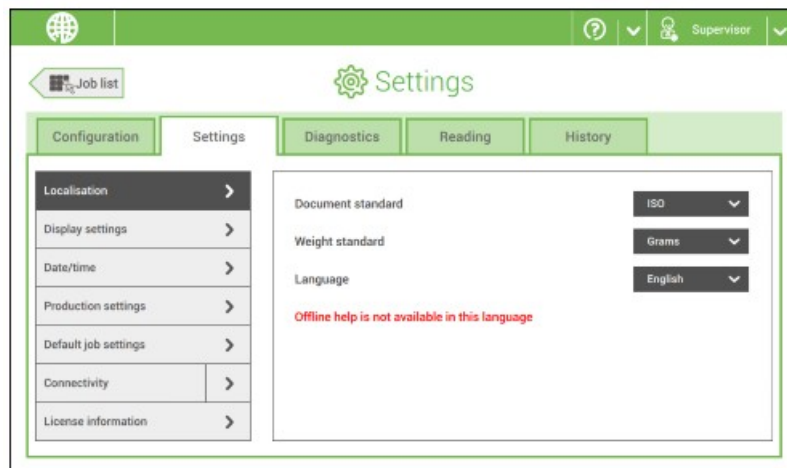 Supervisor
Job list
Settings
Configuration
Settings
Diagnostics
Reading
History
Localisation
Display settings
Date/time
Production settings
Default job settings
Connectivity
License information
Document standard
ISO
Weight standard
Grams
Language
English
Offline help is not available in this language